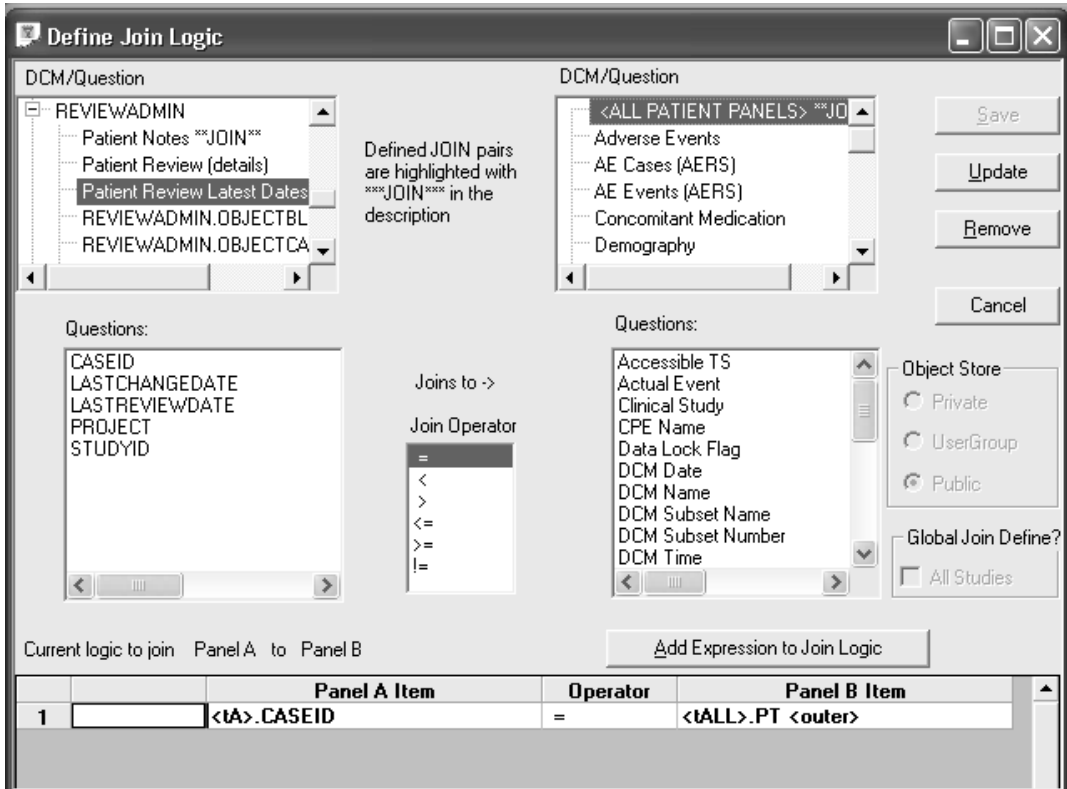 Define Join Logic
DCM/Question
REVIEWADMIN
Patient Notes **JOIN**
Patient Review (details)
Patient Review Latest Dates
REVIEWADMIN.OBJECTBL
REVIEWADMIN.OBJECTCA
Defined JOIN pairs
are highlighted with
***JOIN*** in the
description
DCM/Question
<ALL PATIENT PANELS> **JO
Adverse Events
AE Cases (AERS)
AE Events (AERS)
Concomitant Medication
Demography
Save
Update
Remove
Cancel
Questions:
CASEID
LASTCHANGEDATE
LASTREVIEWDATE
PROJECT
STUDYID
Joins to ->
Join Operator
=
<
>
<=
>=
!=
Questions:
Accessible TS
Actual Event
Clinical Study
CPE Name
Data Lock Flag
DCM Date
DCM Name
DCM Subset Name
DCM Subset Number
DCM Time
Object Store
Private
UserGroup
Public
Global Join Define?
All Studies
Current logic to join Panel A to Panel B
Add Expression to Join Logic
Panel A Item Operator Panel B Item
1 <tA>.CASEID = <tALL>.PT <outer>